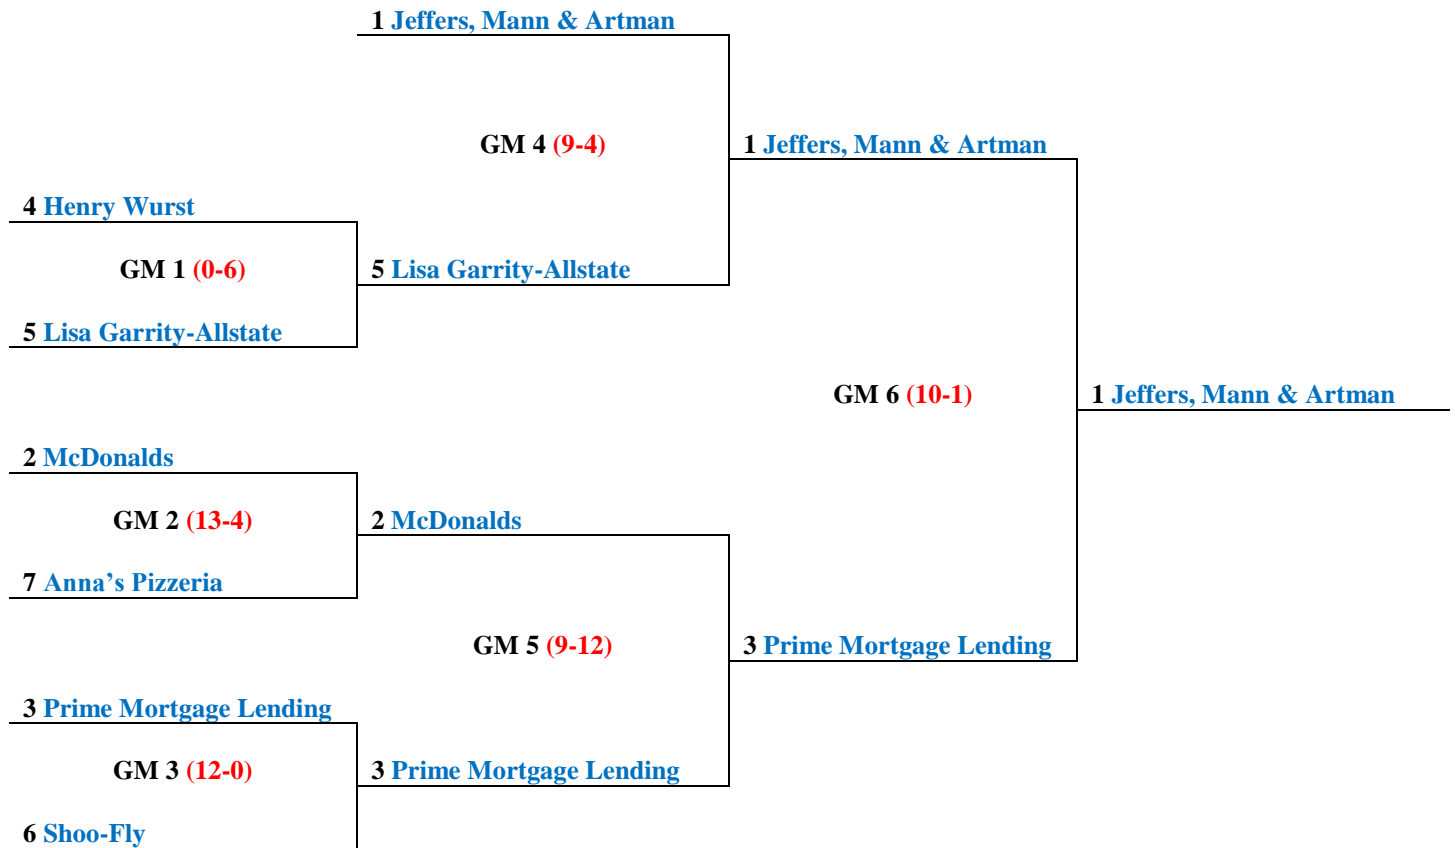 1 Jeffers, Mann & Artman
GM 4 (9-4)
1 Jeffers, Mann & Artman
4 Henry Wurst
GM 1 (0-6)
5 Lisa Garrity-Allstate
5 Lisa Garrity-Allstate
GM 6 (10-1)
1 Jeffers, Mann & Artman
2 McDonalds
GM 2 (13-4)
2 McDonalds
7 Anna’s Pizzeria
GM 5 (9-12)
3 Prime Mortgage Lending
3 Prime Mortgage Lending
GM 3 (12-0)
3 Prime Mortgage Lending
6 Shoo-Fly